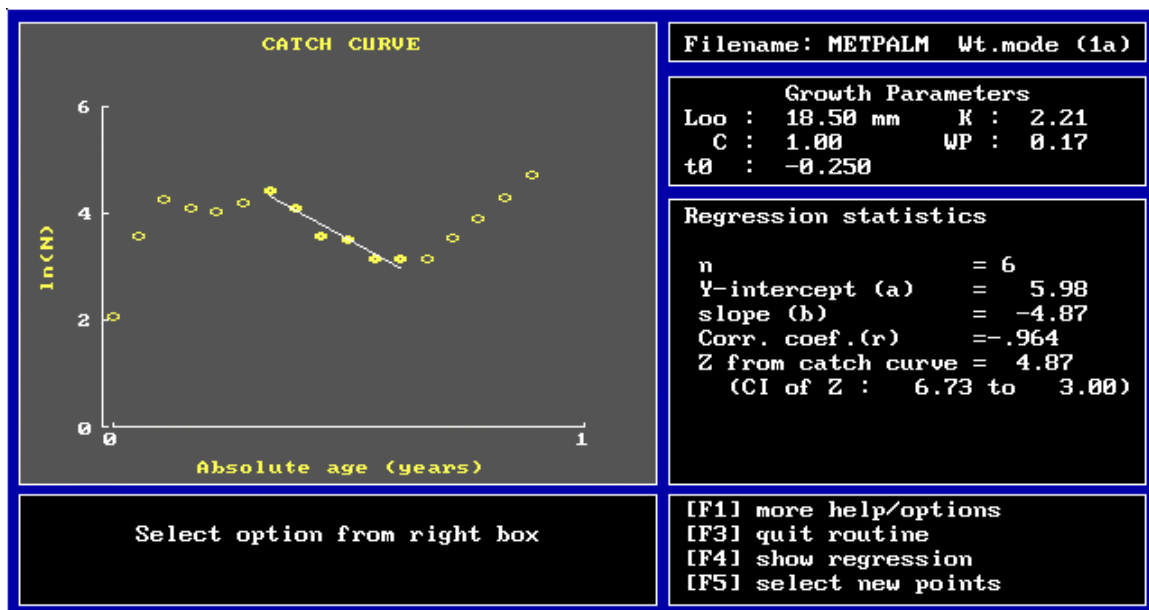 CATCH CURVE
6
4
2
0
ln(N)
0
1
Absolute age (years)
Filename: METPALM Wt.mode (1a)
Growth Parameters
Loo : 18.50 mm K : 2.21
C : 1.00 WP : 0.17
t0 : -0.250
Regression statistics
n = 6
Y-intercept (a) = 5.98
slope (b) = -4.87
Corr. coef.(r) =-.964
Z from catch curve = 4.87
(CI of Z : 6.73 to 3.00)
Select option from right box
[F1] more help/options
[F3] quit routine
[F4] show regression
[F5] select new points